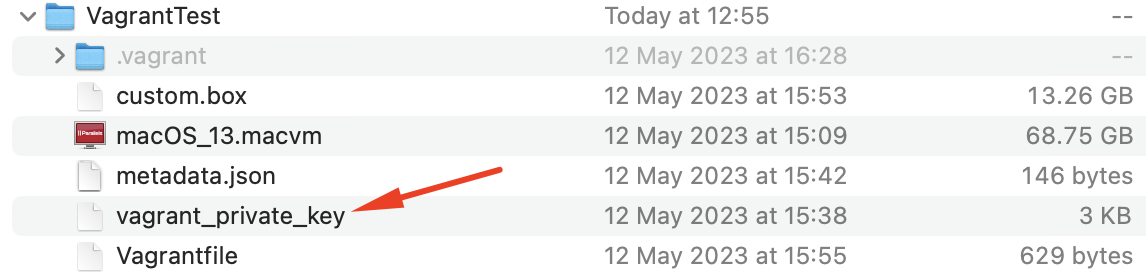 VagrantTest Today at 12:55 --
.vagrant 12 May 2023 at 16:28 --
custom.box 12 May 2023 at 15:53 13.26 GB
macOS_13.macvm 12 May 2023 at 15:09 68.75 GB
metadata.json 12 May 2023 at 15:42 146 bytes
vagrant_private_key 12 May 2023 at 15:38 3 KB
Vagrantfile 12 May 2023 at 15:55 629 bytes